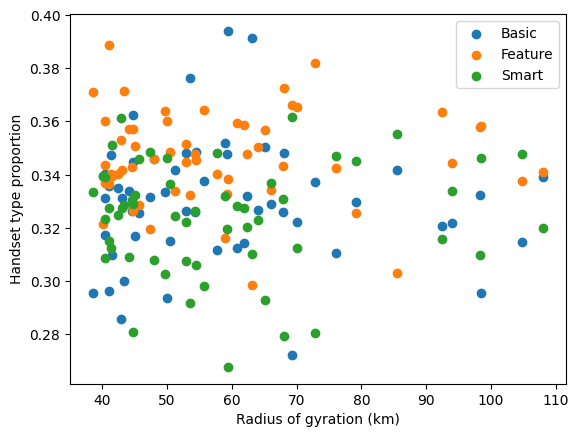 0.40
0.38
0.36
0.34
0.32
0.30
0.28
Handset type proportion
Basic
Feature
Smart
40 50 60 70 80 90 100 110
Radius of gyration (km)